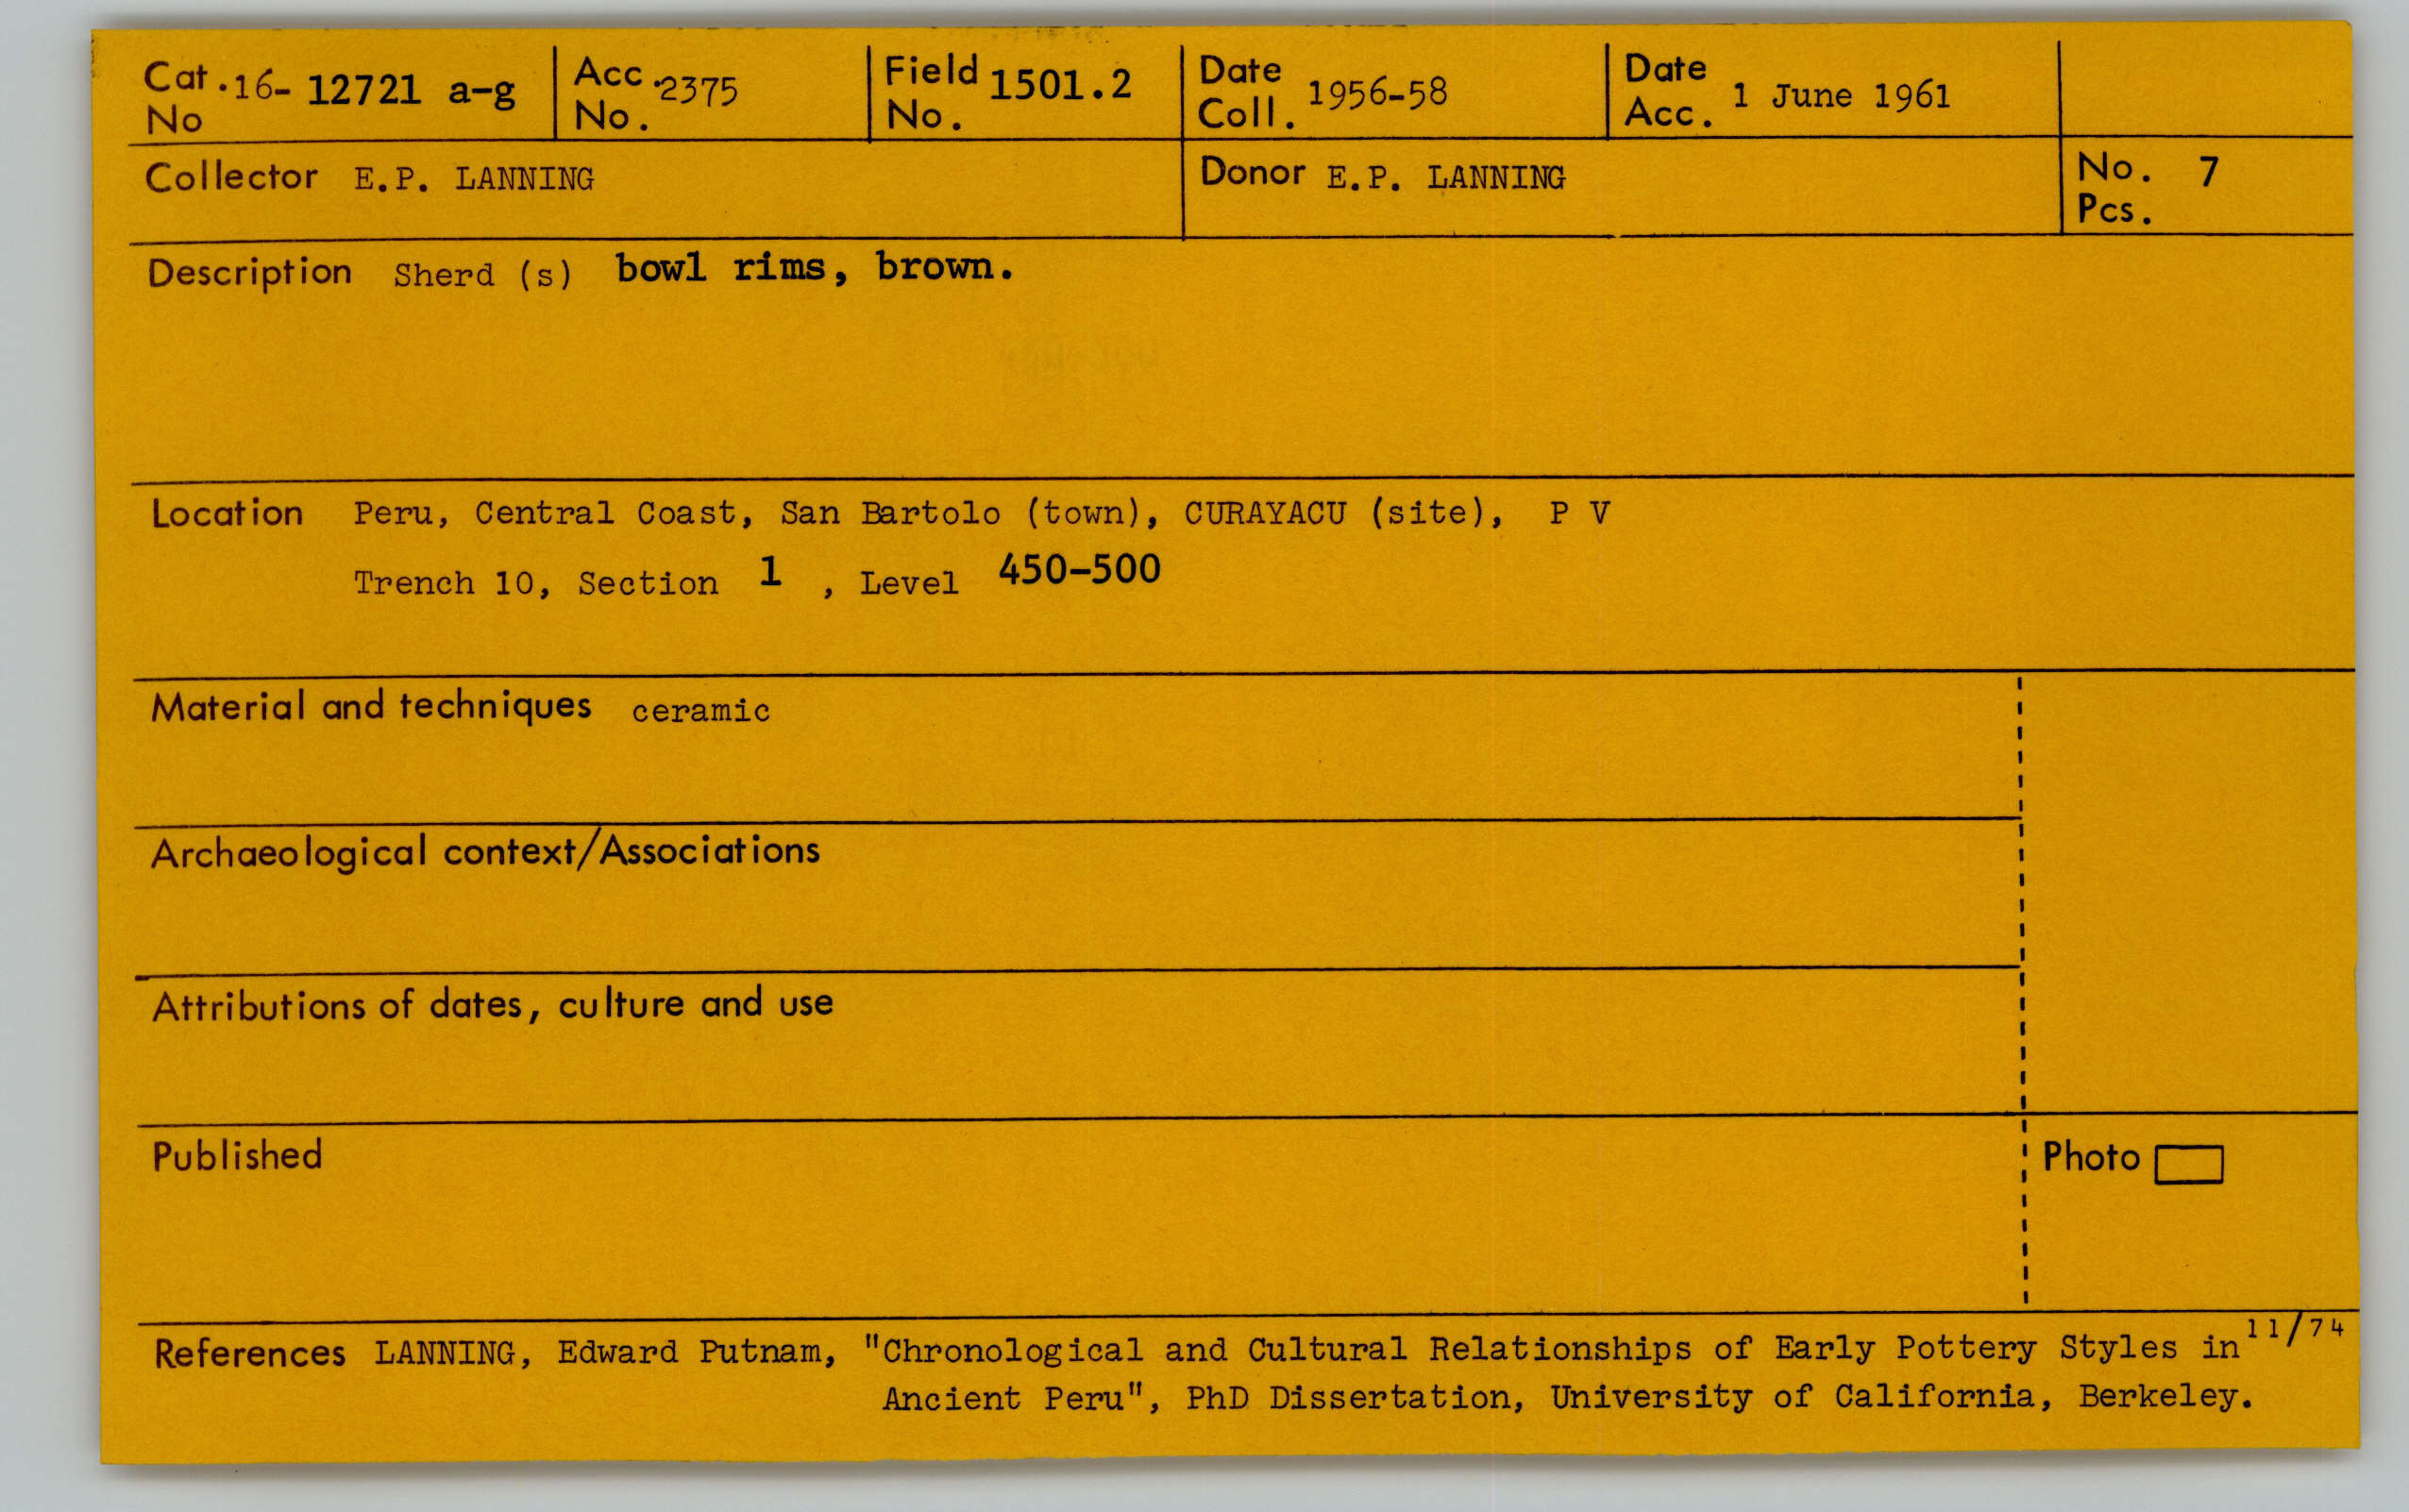 Cat. No 16- 12721 a-g Acc. No. 2375 Field No. 1501.2 Date Coll. 1956-58 Date Acc. 1 June 1961
Collector E.P. LANNING Donor E.P. LANNING No. Pcs. 7
Description Sherd (s) bowl rims, brown.
Location Peru, Central Coast, San Bartolo (town), CURAYACU (site), P V
Trench 10, Section 1 , Level 450-500
Material and techniques ceramic
Archaeological context/Associations
Attributions of dates, culture and use
Published Photo
11/74
References LANNING, Edward Putnam, "Chronological and Cultural Relationships of Early Pottery Styles in
Ancient Peru", PhD Dissertation, University of California, Berkeley.